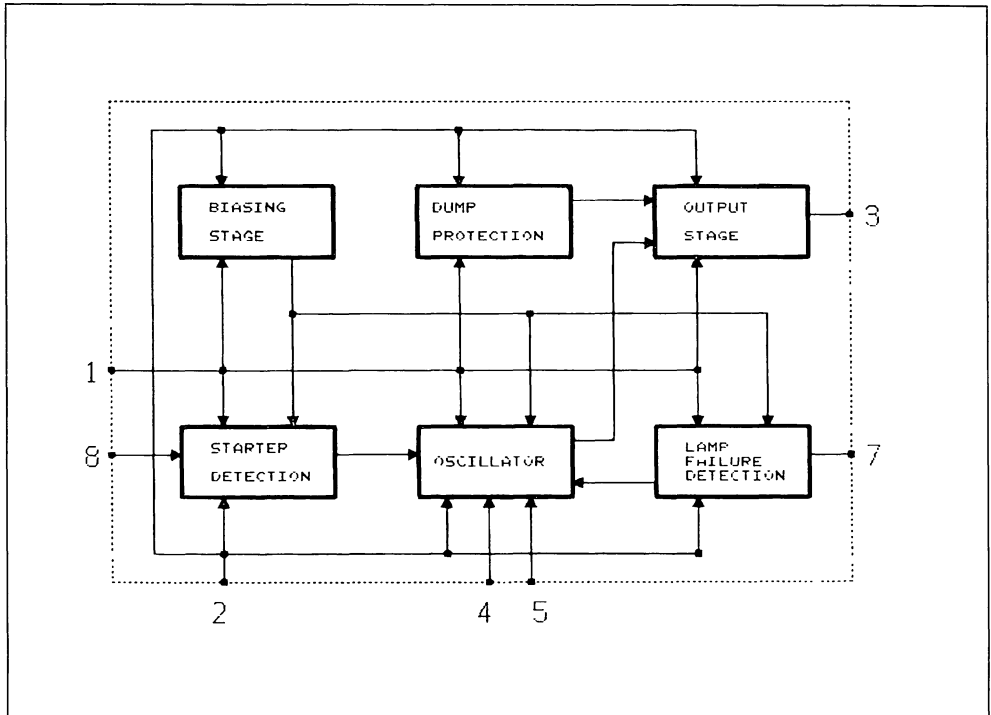 BIASING
STAGE
DUMP
PROTECTION
OUTPUT
STAGE
3
1
8
STARTER
DETECTION
OSCILLATOR
LAMP
FAILURE
DETECTION
7
2
4
5